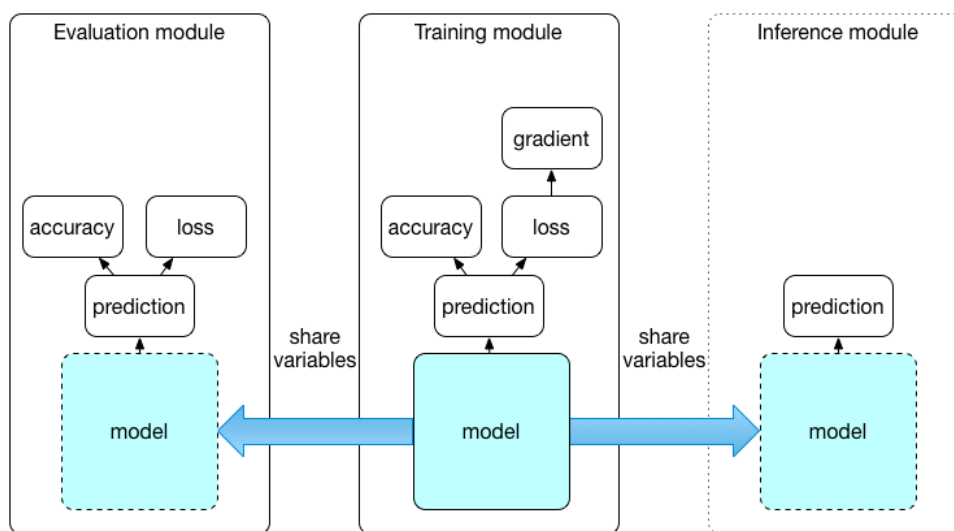 Evaluation module
Training module
Inference module
gradient
accuracy
loss
accuracy
loss
prediction
prediction
prediction
share
variables
share
variables
model
model
model